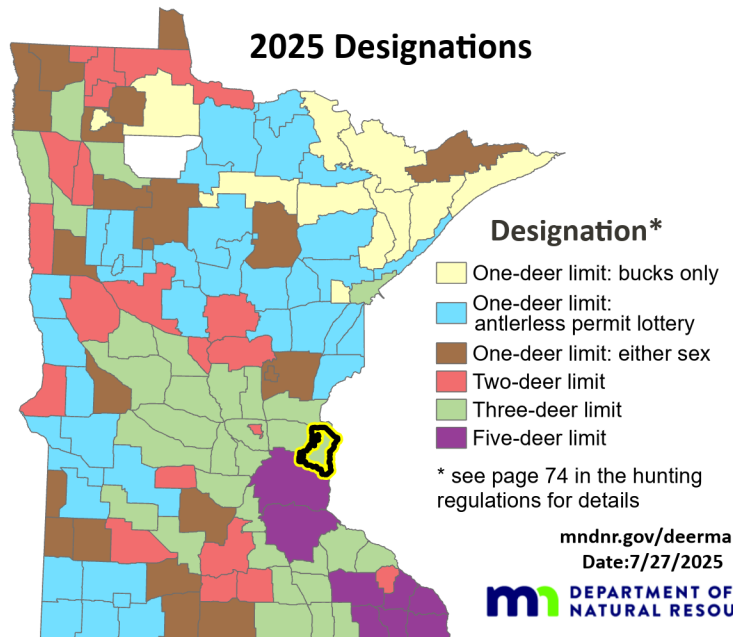 2025 Designations
Designation*
One-deer limit: bucks only
One-deer limit:
antlerless permit lottery
One-deer limit: either sex
Two-deer limit
Three-deer limit
Five-deer limit
* see page 74 in the hunting
regulations for details
mndnr.gov/deerma
Date:7/27/2025
mn DEPARTMENT OF
NATURAL RESOU